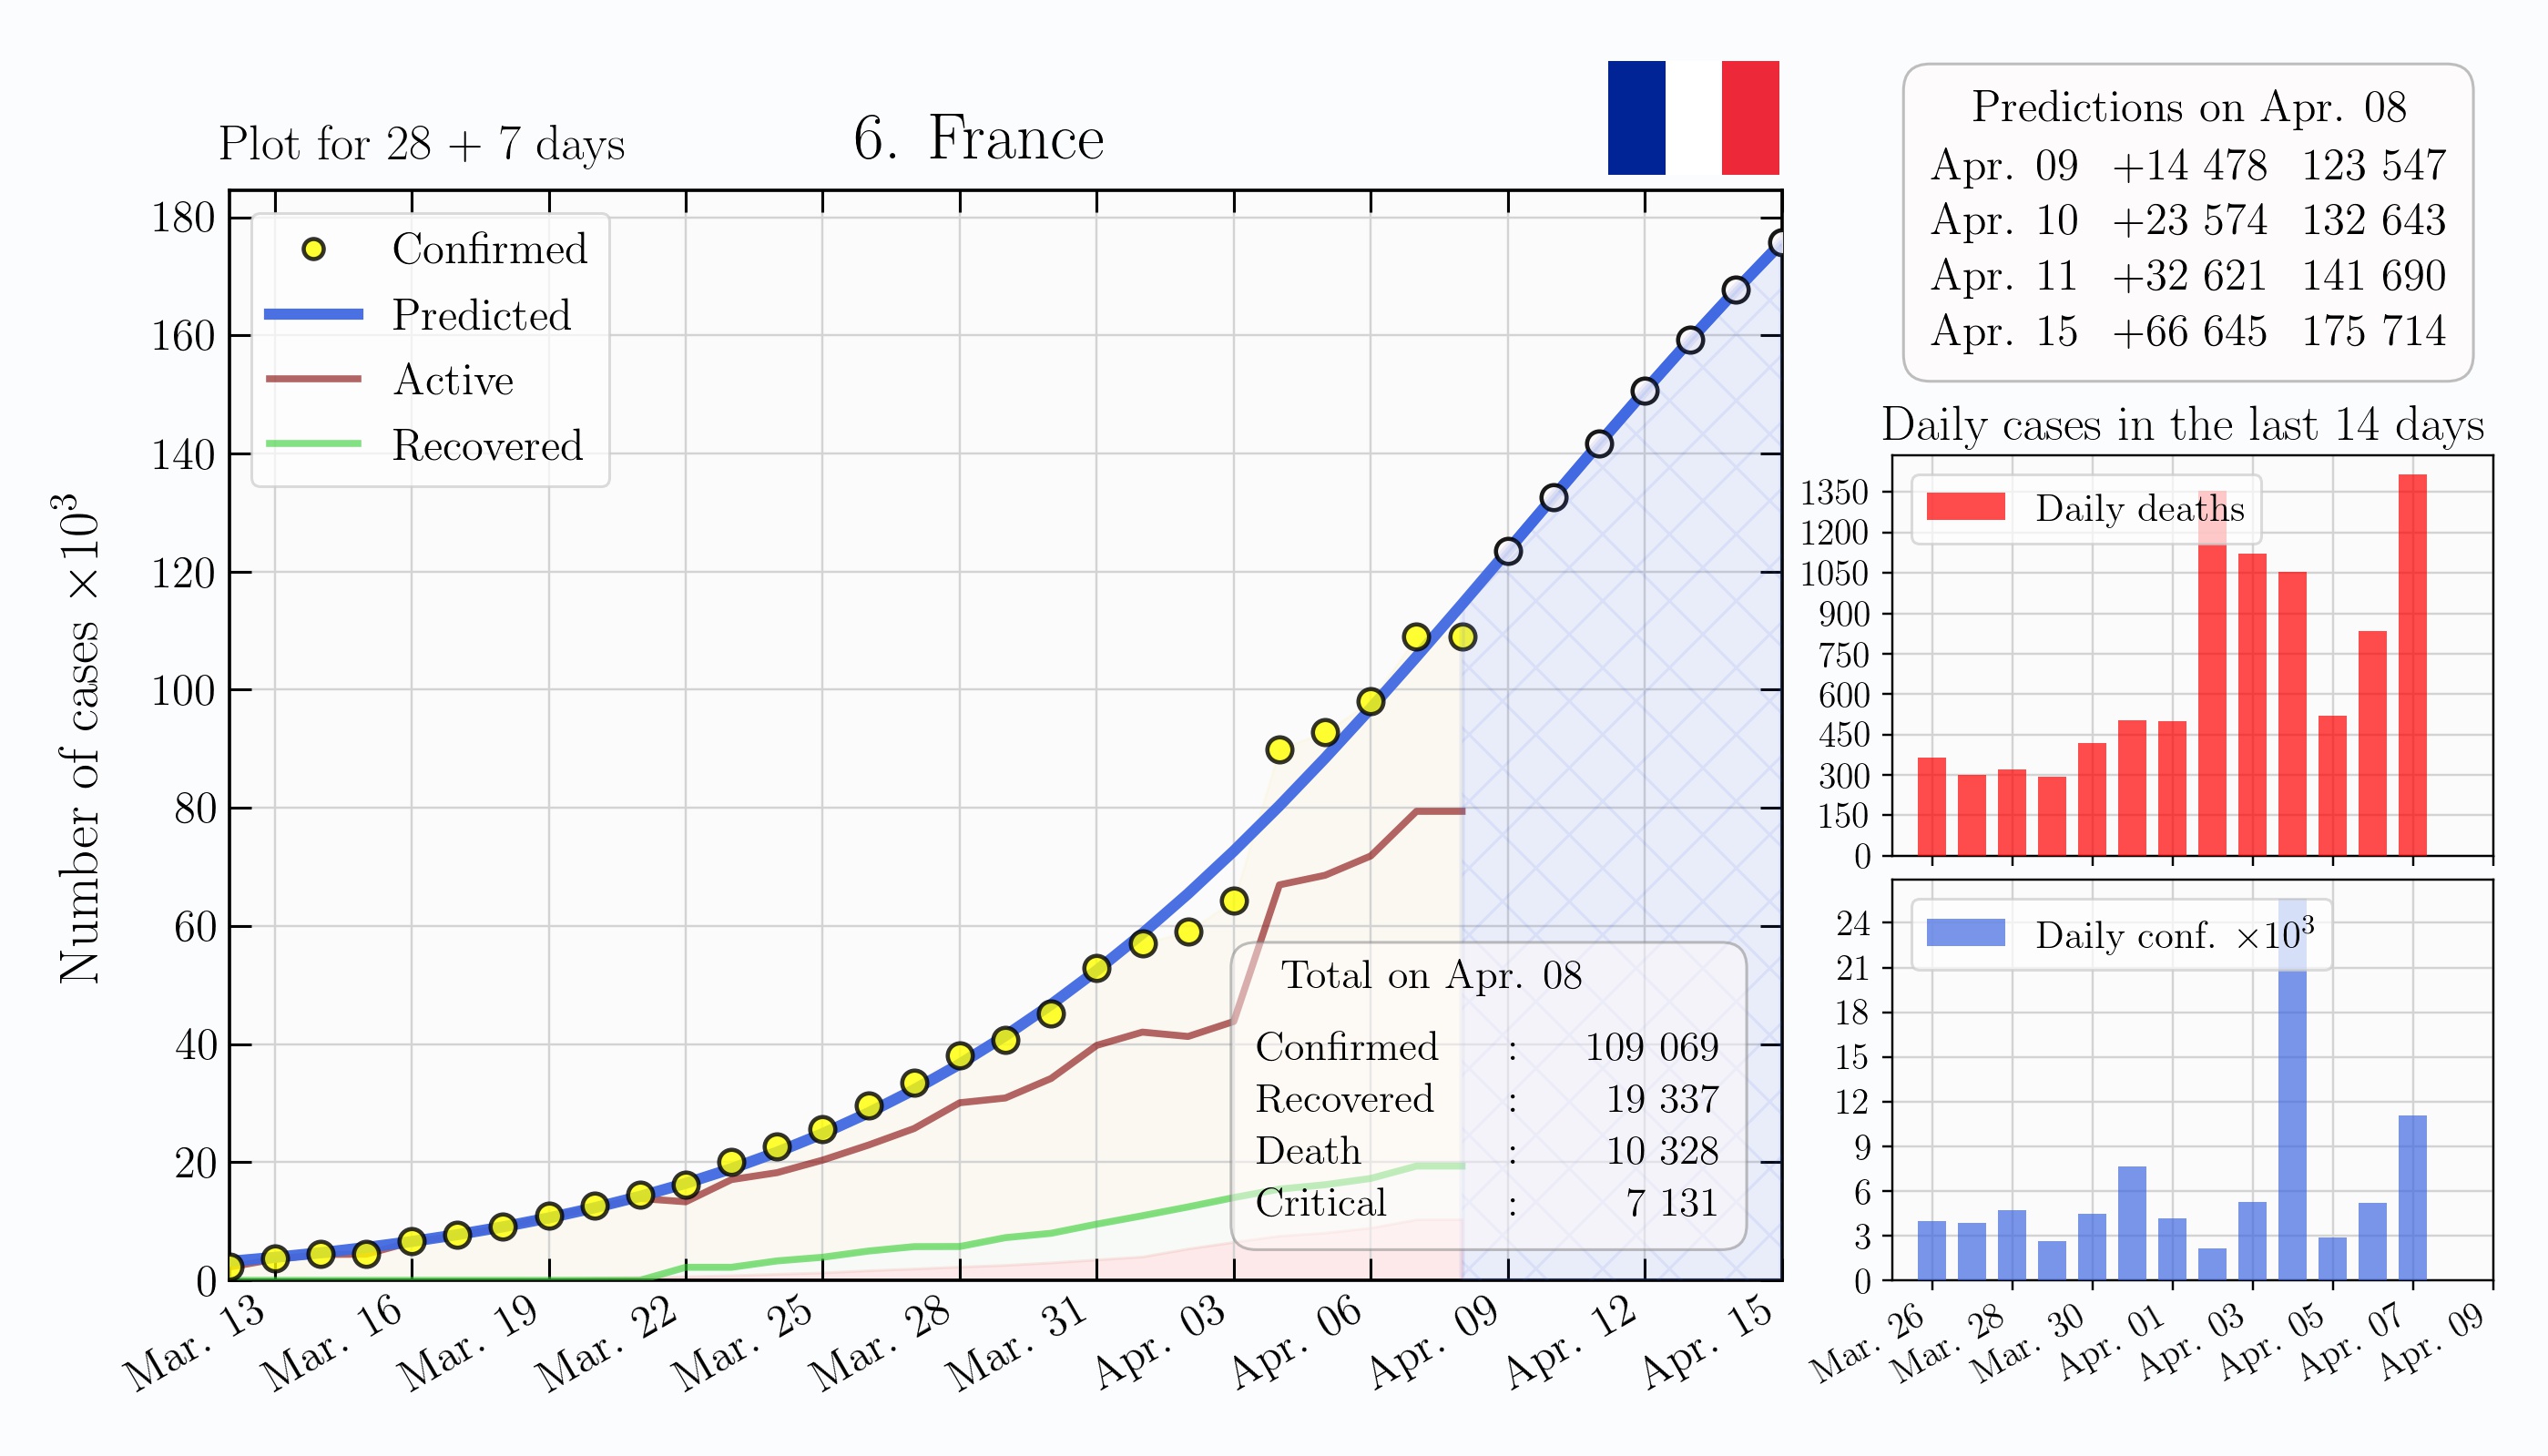 Plot for 28 + 7 days
6. France
Number of cases ×10³
180
160
140
120
100
80
60
40
20
0
Confirmed
Predicted
Active
Recovered
Total on Apr. 08
Confirmed : 109 069
Recovered : 19 337
Death : 10 328
Critical : 7 131
Mar. 13
Mar. 16
Mar. 19
Mar. 22
Mar. 25
Mar. 28
Mar. 31
Apr. 03
Apr. 06
Apr. 09
Apr. 12
Apr. 15
Predictions on Apr. 08
Apr. 09 +14 478 123 547
Apr. 10 +23 574 132 643
Apr. 11 +32 621 141 690
Apr. 15 +66 645 175 714
Daily cases in the last 14 days
Daily deaths
1350
1200
1050
900
750
600
450
300
150
0
Daily conf. ×10³
24
21
18
15
12
9
6
3
0
Mar. 26
Mar. 28
Mar. 30
Apr. 01
Apr. 03
Apr. 05
Apr. 07
Apr. 09